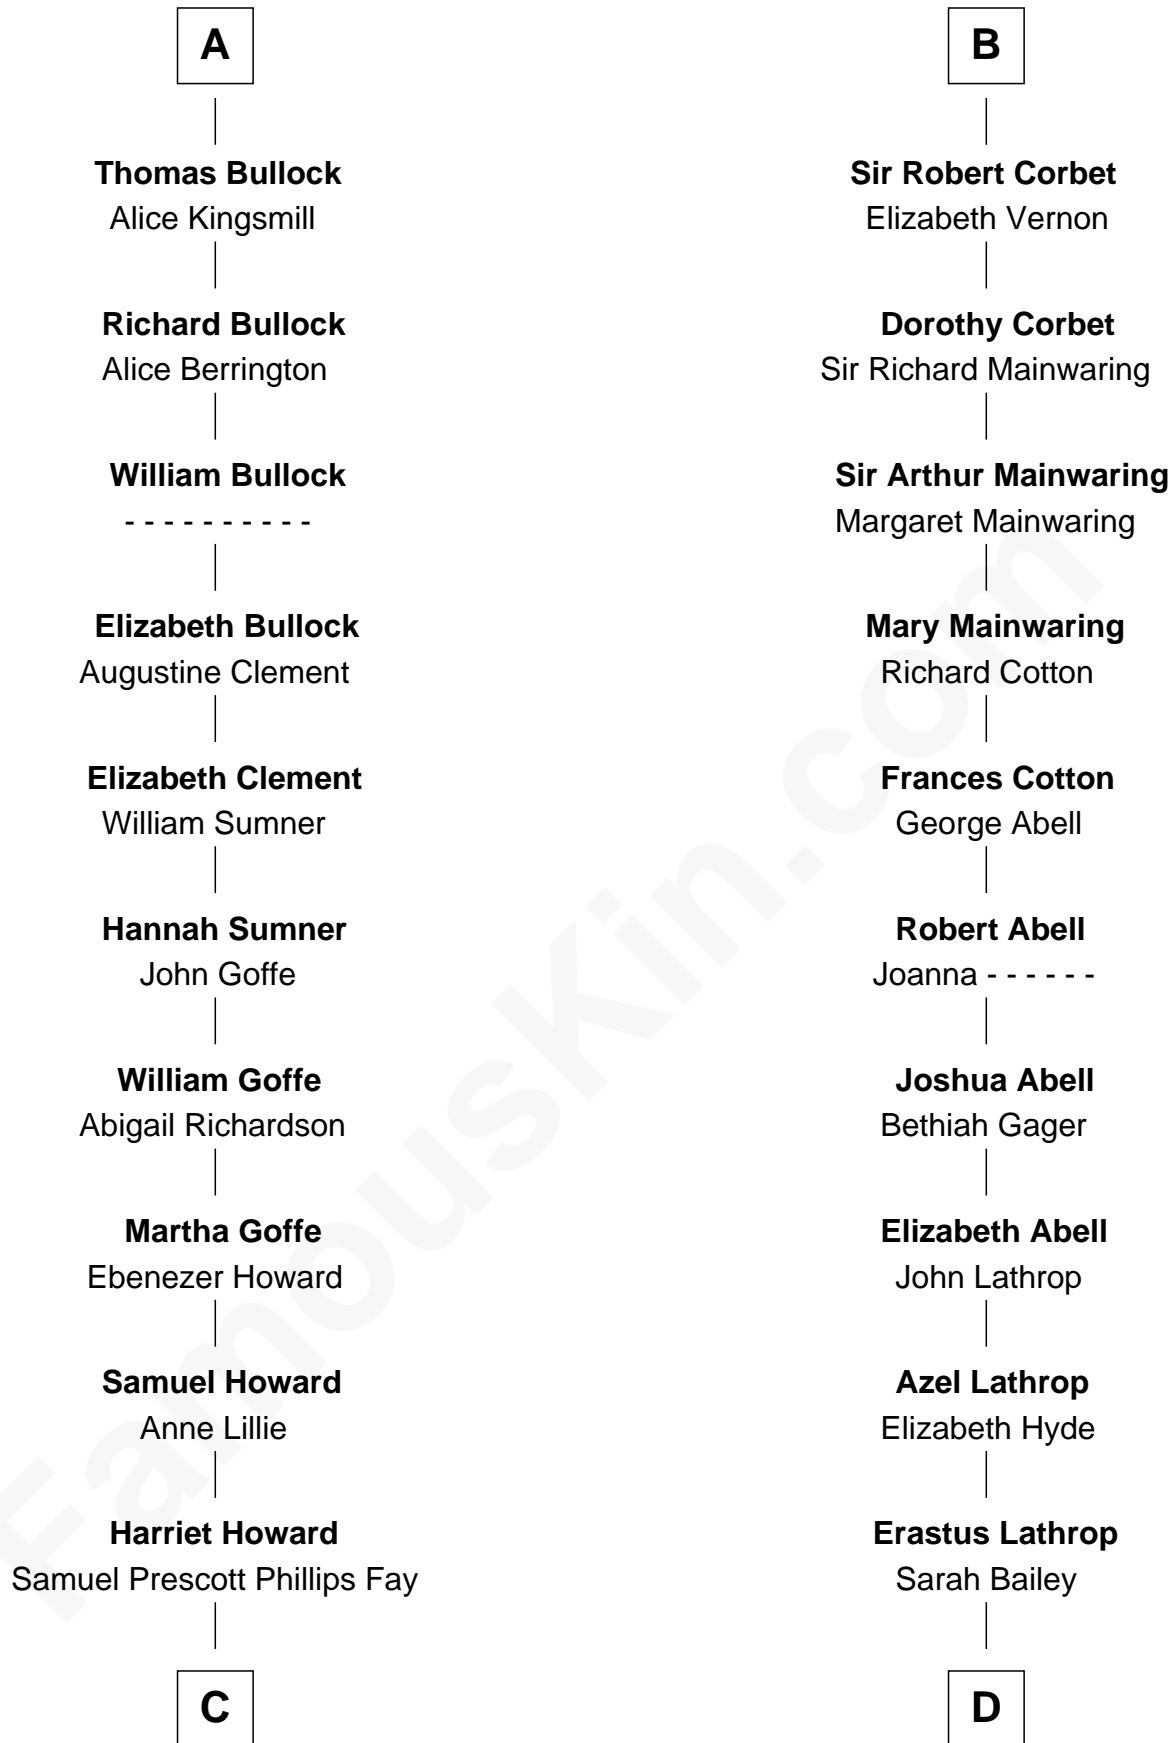 A
Thomas Bullock
Alice Kingsmill
Richard Bullock
Alice Berrington
William Bullock
- - - - - - - - - -
Elizabeth Bullock
Augustine Clement
Elizabeth Clement
William Sumner
Hannah Sumner
John Goffe
William Goffe
Abigail Richardson
Martha Goffe
Ebenezer Howard
Samuel Howard
Anne Lillie
Harriet Howard
Samuel Prescott Phillips Fay
C
B
Sir Robert Corbet
Elizabeth Vernon
Dorothy Corbet
Sir Richard Mainwaring
Sir Arthur Mainwaring
Margaret Mainwaring
Mary Mainwaring
Richard Cotton
Frances Cotton
George Abell
Robert Abell
Joanna - - - - - -
Joshua Abell
Bethiah Gager
Elizabeth Abell
John Lathrop
Azel Lathrop
Elizabeth Hyde
Erastus Lathrop
Sarah Bailey
D
FamousKin.com